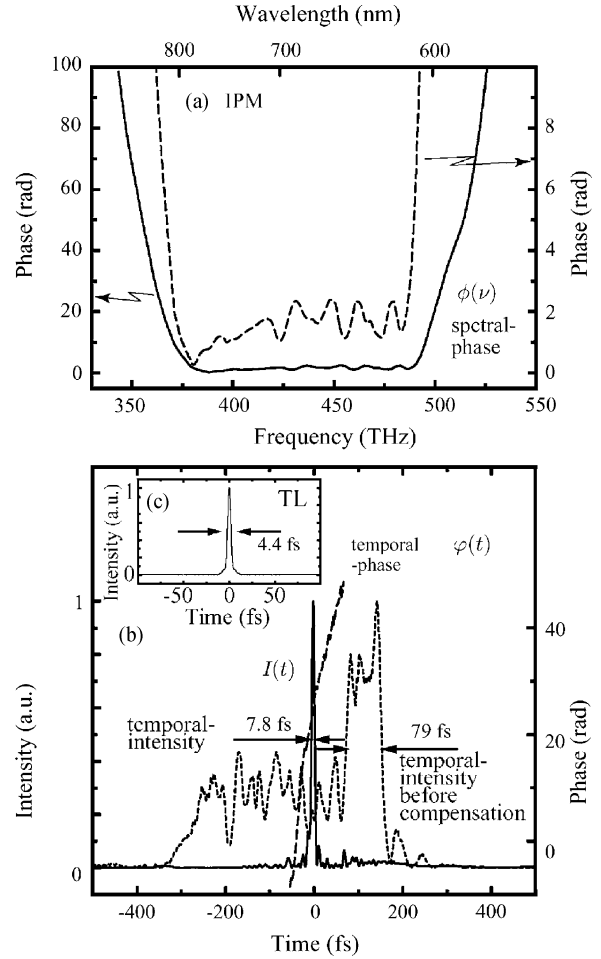 Wavelength (nm)
800 700 600
100
80
60
40
20
0
Phase (rad)
(a) IPM
8
6
4
2
0
Phase (rad)
ϕ(ν)
spctral-
phase
350 400 450 500 550
Frequency (THz)
(c) TL
1
0
Intensity (a.u.)
4.4 fs
-50 0 50
Time (fs)
temporal
-phase
φ(t)
(b)
1
0
Intensity (a.u.)
I(t)
temporal-
intensity
7.8 fs
79 fs
temporal-
intensity
before
compensation
40
20
0
Phase (rad)
-400 -200 0 200 400
Time (fs)